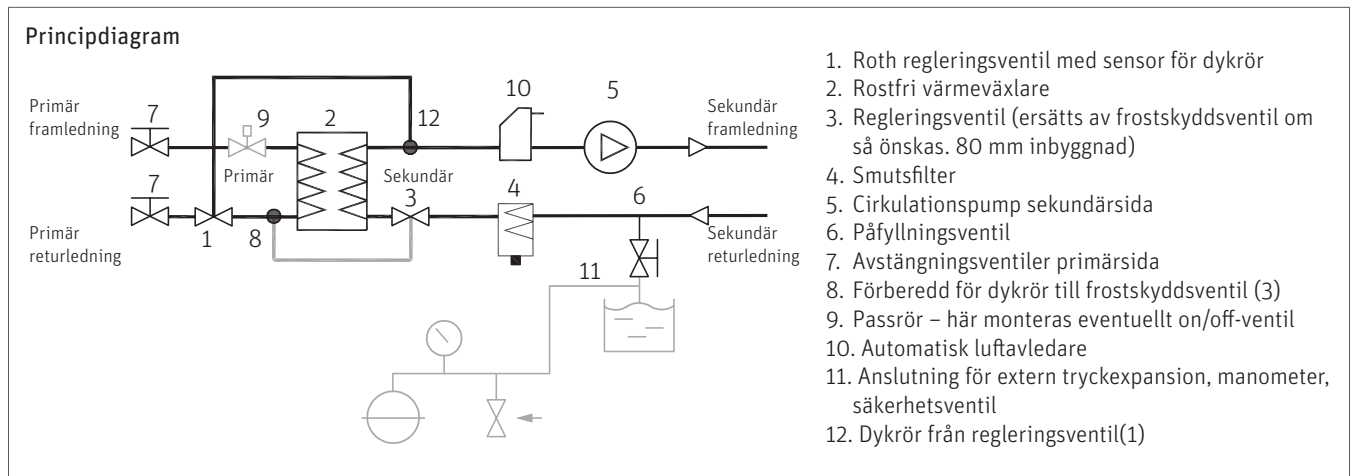 Principdiagram
Primär
framledning
7
9
2
12
10
5
Sekundär
framledning
Primär
Sekundär
7
3
4
6
1
8
Primär
returledning
Sekundär
returledning
11
1. Roth regleringsventil med sensor för dykrör
2. Rostfri värmeväxlare
3. Regleringsventil (ersätts av frostskyddsventil om
så önskas. 80 mm inbyggnad)
4. Smutsfilter
5. Cirkulationspump sekundärsida
6. Påfyllningsventil
7. Avstängningsventiler primärsida
8. Förberedd för dykrör till frostskyddsventil (3)
9. Passrör – här monteras eventuellt on/off-ventil
10. Automatisk luftavledare
11. Anslutning för extern tryckexpansion, manometer,
säkerhetsventil
12. Dykrör från regleringsventil(1)